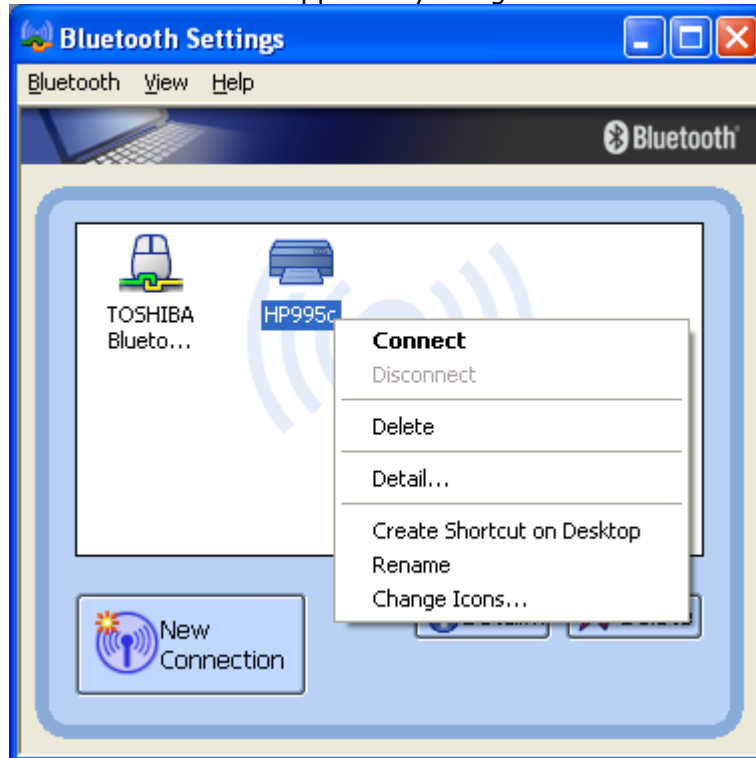 Bluetooth Settings
Bluetooth View Help
Bluetooth
TOSHIBA
Blueto...
HP995c
Connect
Disconnect
Delete
Detail...
Create Shortcut on Desktop
Rename
Change Icons...
New
Connection